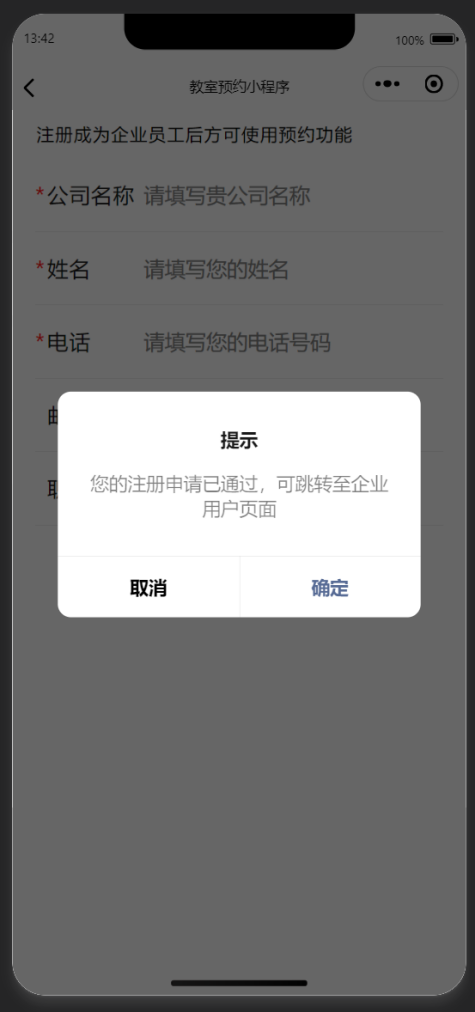 13:42
100%
教室预约小程序
注册成为企业员工后方可使用预约功能
*公司名称 请填写贵公司名称
*姓名 请填写您的姓名
*电话 请填写您的电话号码
提示
您的注册申请已通过，可跳转至企业
用户页面
取消 确定